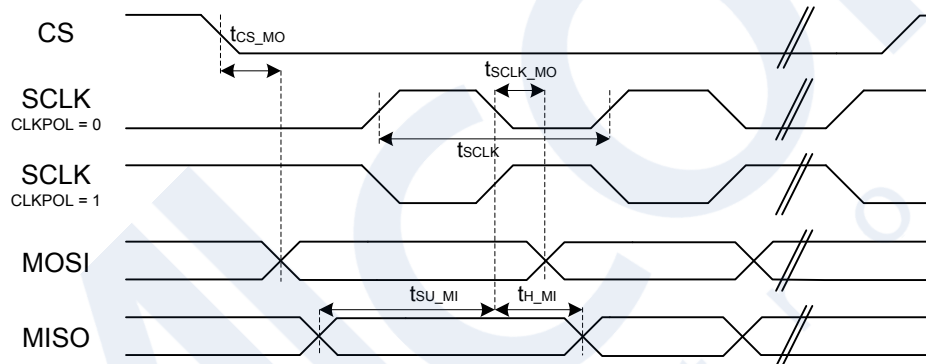 CS
tCS_MO
tSCLK_MO
SCLK
CLKPOL = 0
tSCLK
SCLK
CLKPOL = 1
MOSI
tSU_MI
tH_MI
MISO